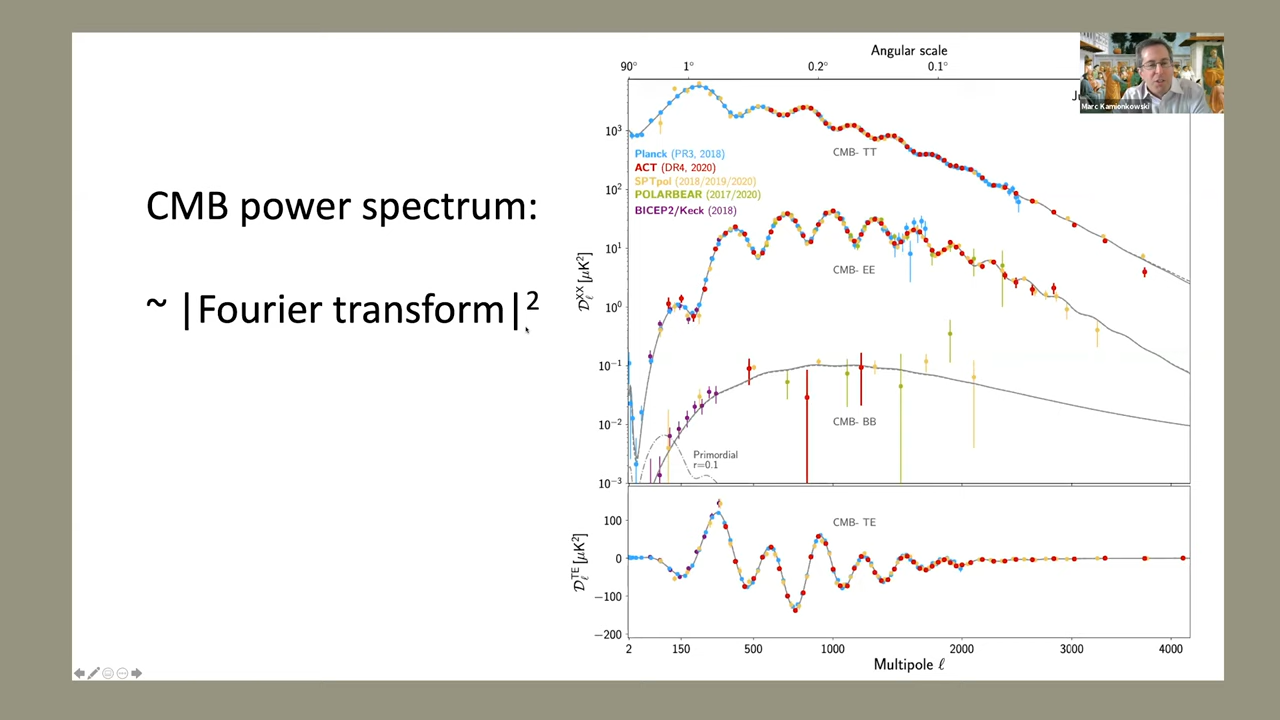 CMB power spectrum:
~ |Fourier transform|²
Angular scale
90° 1° 0.2° 0.1°
Marc Kamionkowski
10³
10²
10¹
10⁰
10⁻¹
10⁻²
10⁻³
𝒟ℓ^XX [μK²]
CMB- TT
Planck (PR3, 2018)
ACT (DR4, 2020)
SPTpol (2018/2019/2020)
POLARBEAR (2017/2020)
BICEP2/Keck (2018)
CMB- EE
CMB- BB
Primordial
r=0.1
𝒟ℓ^TE [μK²]
100
0
−100
−200
CMB- TE
2 150 500 1000 2000 3000 4000
Multipole ℓ